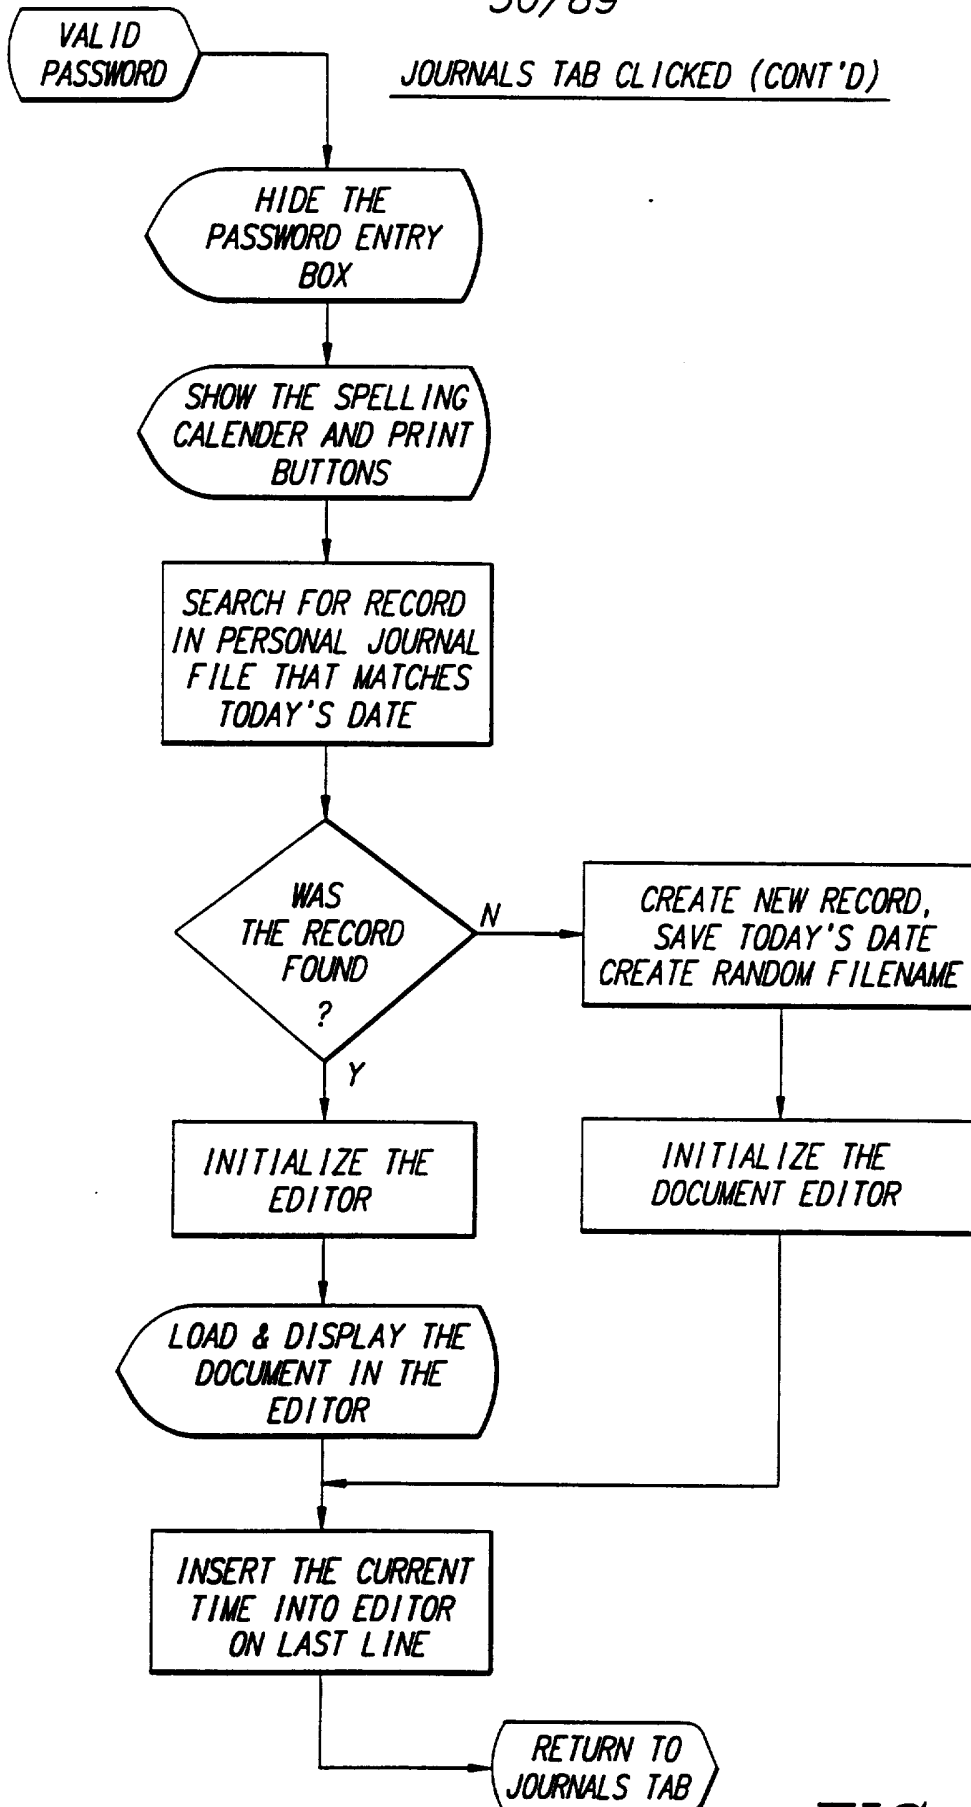 VALID
PASSWORD
JOURNALS TAB CLICKED (CONT'D)
HIDE THE
PASSWORD ENTRY
BOX
SHOW THE SPELLING
CALENDER AND PRINT
BUTTONS
SEARCH FOR RECORD
IN PERSONAL JOURNAL
FILE THAT MATCHES
TODAY'S DATE
WAS
THE RECORD
FOUND
?
N
CREATE NEW RECORD,
SAVE TODAY'S DATE
CREATE RANDOM FILENAME
Y
INITIALIZE THE
EDITOR
INITIALIZE THE
DOCUMENT EDITOR
LOAD & DISPLAY THE
DOCUMENT IN THE
EDITOR
INSERT THE CURRENT
TIME INTO EDITOR
ON LAST LINE
RETURN TO
JOURNALS TAB